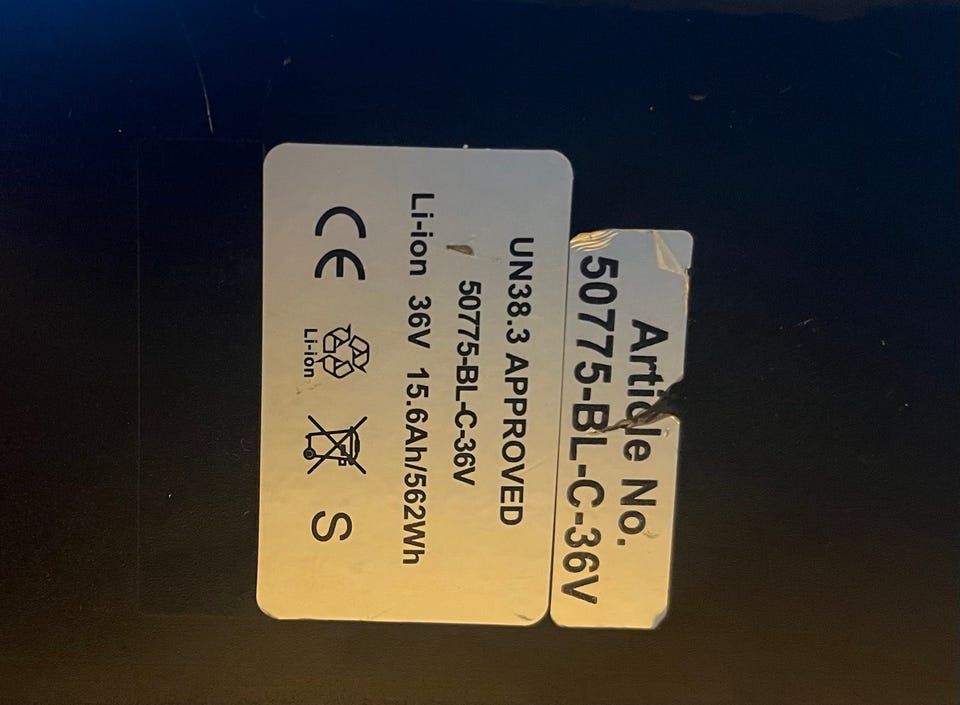 Article No.
50775-BL-C-36V
UN38.3 APPROVED
50775-BL-C-36V
Li-ion 36V 15.6Ah/562Wh
CE
Li-ion
S